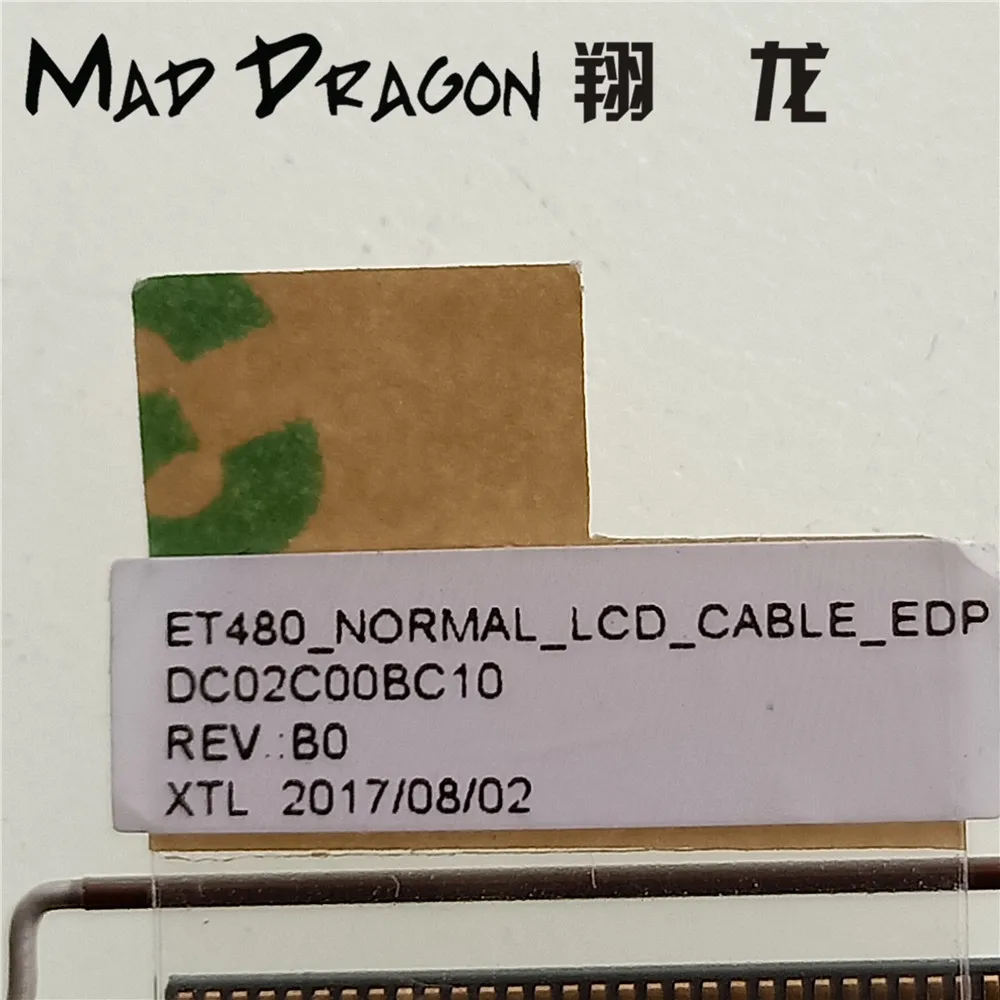 MAD DRAGON 翔 龙
ET480_NORMAL_LCD_CABLE_EDP
DC02C00BC10
REV.:B0
XTL 2017/08/02